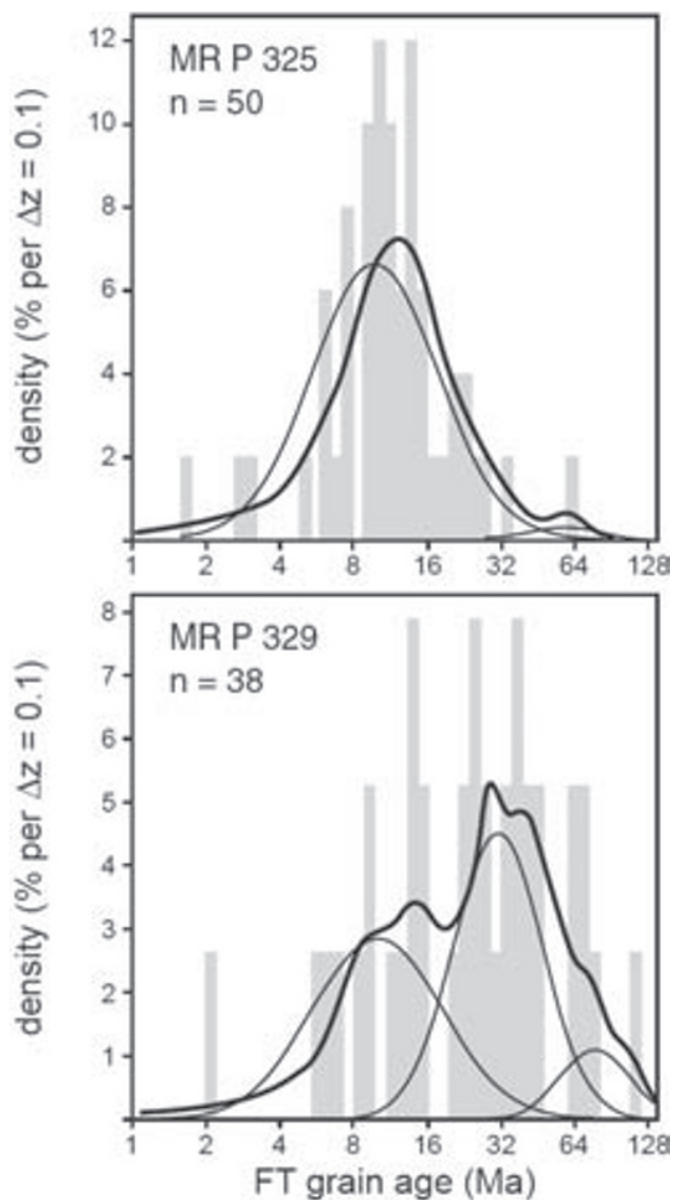 density (% per Δz = 0.1)
12
10
8
6
4
2
MR P 325
n = 50
1 2 4 8 16 32 64 128
density (% per Δz = 0.1)
8
7
6
5
4
3
2
1
MR P 329
n = 38
1 2 4 8 16 32 64 128
FT grain age (Ma)